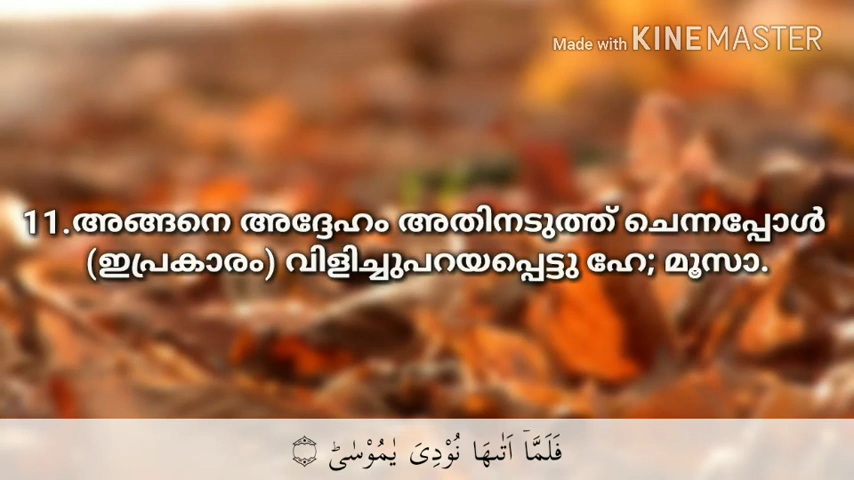 Made with KINEMASTER
11.അങ്ങനെ അദ്ദേഹം അതിനടുത്ത് ചെന്നപ്പോൾ
(ഇപ്രകാരം) വിളിച്ചുപറയപ്പെട്ടു ഹേ; മൂസാ.
فَلَمَّاۤ اَتٰىهَا نُوْدِىَ يٰمُوْسٰىؕ‏ ۝